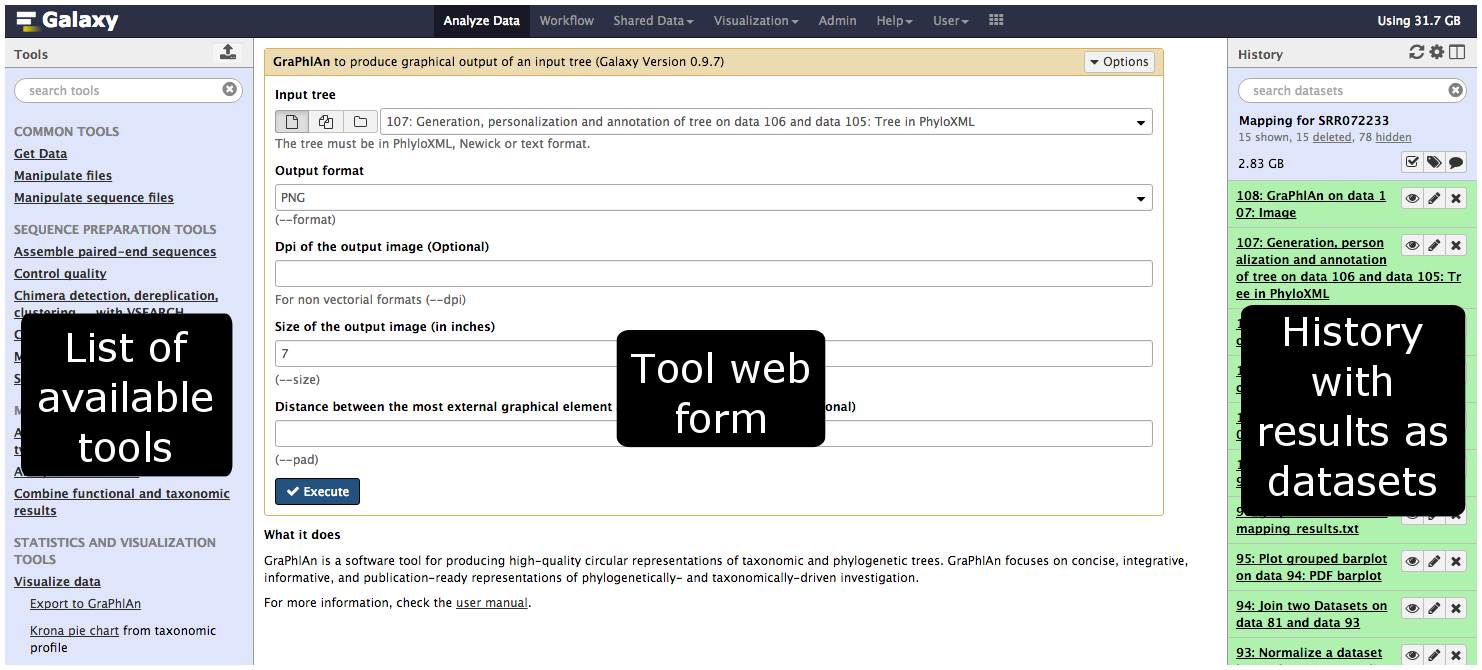 Galaxy
Analyze Data Workflow Shared Data Visualization Admin Help User
Using 31.7 GB
Tools
search tools
COMMON TOOLS
Get Data
Manipulate files
Manipulate sequence files
SEQUENCE PREPARATION TOOLS
Assemble paired-end sequences
Control quality
Chimera detection, dereplication,
clustering ... with VSEARCH
List of
available
tools
Combine functional and taxonomic
results
STATISTICS AND VISUALIZATION
TOOLS
Visualize data
Export to GraPhlAn
Krona pie chart from taxonomic
profile
GraPhlAn to produce graphical output of an input tree (Galaxy Version 0.9.7)
Options
Input tree
107: Generation, personalization and annotation of tree on data 106 and data 105: Tree in PhyloXML
The tree must be in PhlyloXML, Newick or text format.
Output format
PNG
(--format)
Dpi of the output image (Optional)
For non vectorial formats (--dpi)
Size of the output image (in inches)
7
(--size)
Tool web
form
Distance between the most external graphical element
(--pad)
Execute
What it does
GraPhlAn is a software tool for producing high-quality circular representations of taxonomic and phylogenetic trees. GraPhlAn focuses on concise, integrative,
informative, and publication-ready representations of phylogenetically- and taxonomically-driven investigation.
For more information, check the user manual.
History
search datasets
Mapping for SRR072233
15 shown, 15 deleted, 78 hidden
2.83 GB
108: GraPhlAn on data 1
07: Image
107: Generation, person
alization and annotation
of tree on data 106 and data 105: Tr
ee in PhyloXML
History
with
results as
datasets
mapping_results.txt
95: Plot grouped barplot
on data 94: PDF barplot
94: Join two Datasets on
data 81 and data 93
93: Normalize a dataset